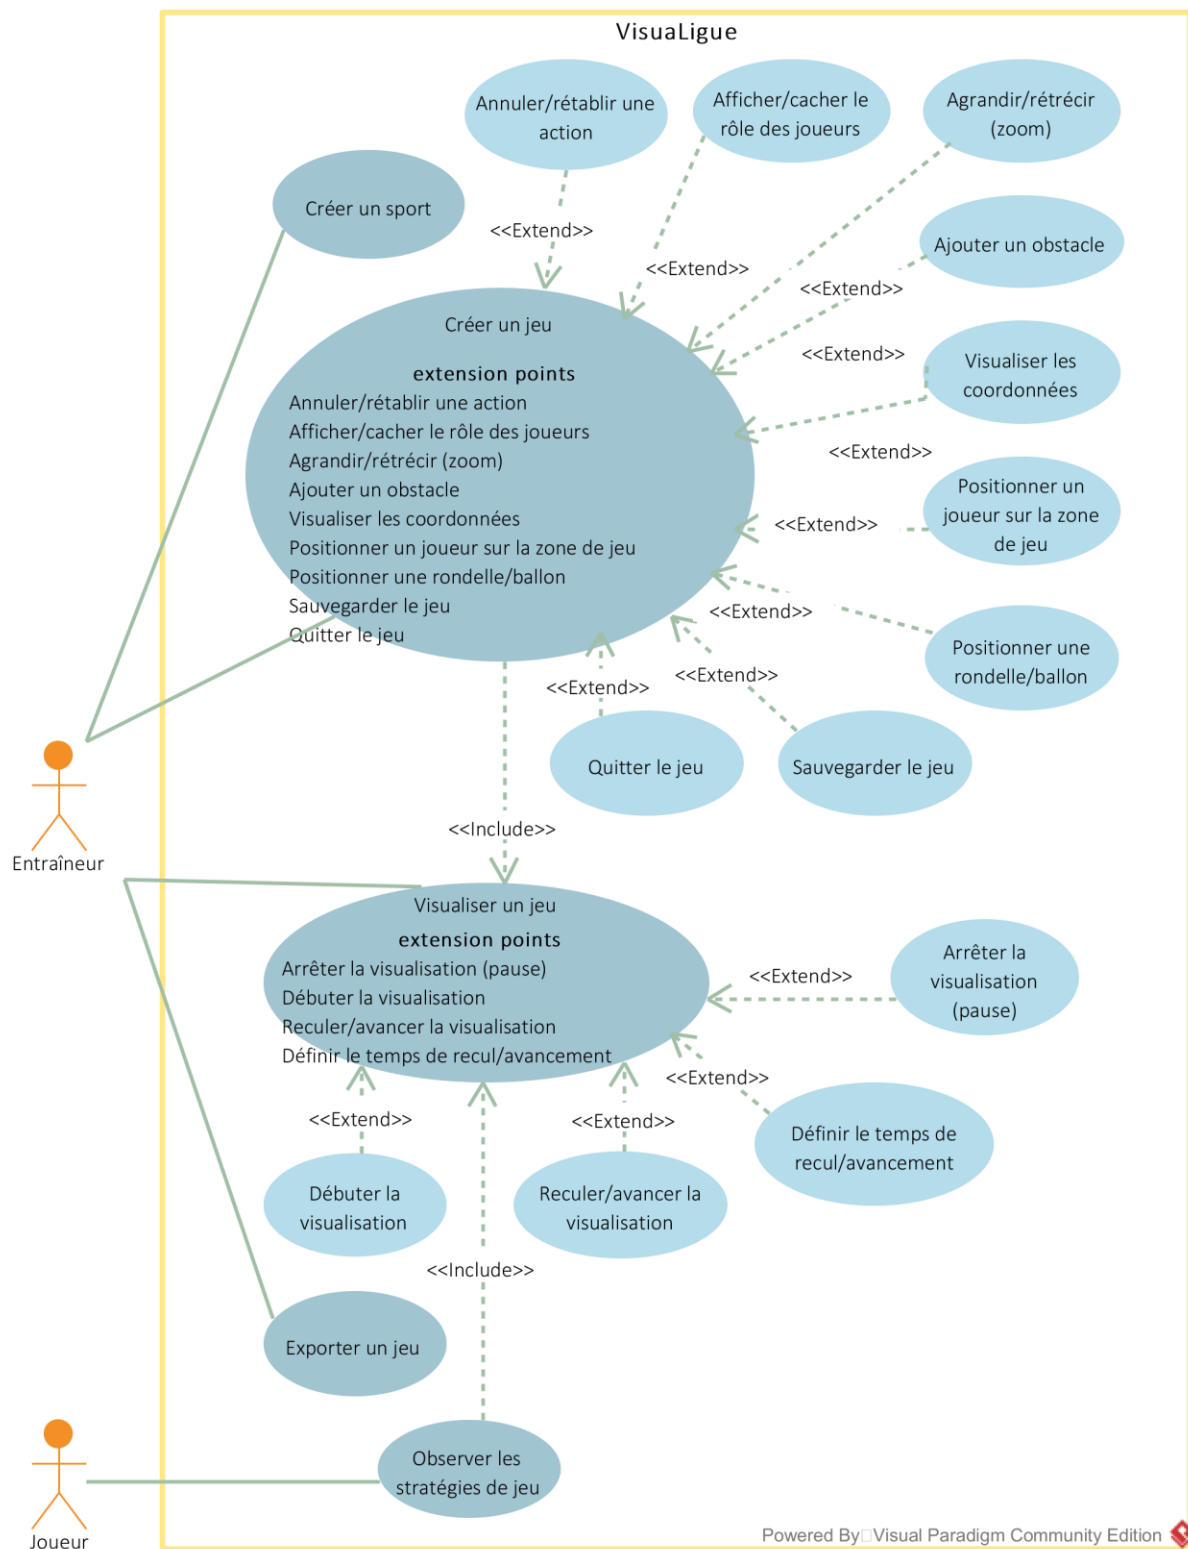 VisuaLigue
Annuler/rétablir une
action
Afficher/cacher le
rôle des joueurs
Agrandir/rétrécir
(zoom)
Créer un sport
<<Extend>>
<<Extend>>
Ajouter un obstacle
<<Extend>>
Créer un jeu
extension points
Annuler/rétablir une action
Afficher/cacher le rôle des joueurs
Agrandir/rétrécir (zoom)
Ajouter un obstacle
Visualiser les coordonnées
Positionner un joueur sur la zone de jeu
Positionner une rondelle/ballon
Sauvegarder le jeu
Quitter le jeu
<<Extend>>
Visualiser les
coordonnées
<<Extend>>
Positionner un
joueur sur la zone
de jeu
<<Extend>>
<<Extend>>
Positionner une
rondelle/ballon
<<Extend>>
<<Extend>>
Quitter le jeu
Sauvegarder le jeu
<<Include>>
Entraîneur
Visualiser un jeu
extension points
Arrêter la visualisation (pause)
Débuter la visualisation
Reculer/avancer la visualisation
Définir le temps de recul/avancement
<<Extend>>
Arrêter la
visualisation
(pause)
<<Extend>>
<<Extend>>
<<Extend>>
Définir le temps de
recul/avancement
Débuter la
visualisation
Reculer/avancer la
visualisation
<<Include>>
Exporter un jeu
Observer les
stratégies de jeu
Joueur
Powered By Visual Paradigm Community Edition